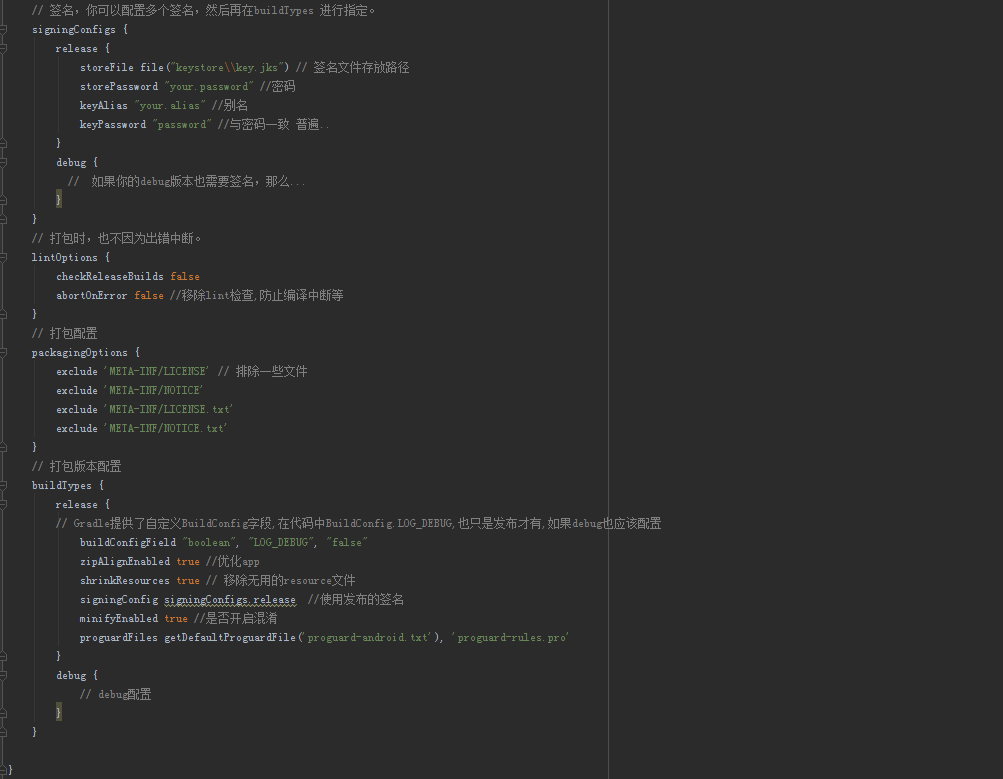 // 签名，你可以配置多个签名，然后再在buildTypes 进行指定。
signingConfigs {
release {
storeFile file("keystore\\key.jks") // 签名文件存放路径
storePassword "your.password" //密码
keyAlias "your.alias" //别名
keyPassword "password" //与密码一致 普遍..
}
debug {
//  如果你的debug版本也需要签名，那么...
}
}
// 打包时，也不因为出错中断。
lintOptions {
checkReleaseBuilds false
abortOnError false //移除lint检查,防止编译中断等
}
// 打包配置
packagingOptions {
exclude 'META-INF/LICENSE' // 排除一些文件
exclude 'META-INF/NOTICE'
exclude 'META-INF/LICENSE.txt'
exclude 'META-INF/NOTICE.txt'
}
// 打包版本配置
buildTypes {
release {
// Gradle提供了自定义BuildConfig字段,在代码中BuildConfig.LOG_DEBUG,也只是发布才有,如果debug也应该配置
buildConfigField "boolean", "LOG_DEBUG", "false"
zipAlignEnabled true //优化app
shrinkResources true // 移除无用的resource文件
signingConfig signingConfigs.release  //使用发布的签名
minifyEnabled true //是否开启混淆
proguardFiles getDefaultProguardFile('proguard-android.txt'), 'proguard-rules.pro'
}
debug {
// debug配置
}
}
}